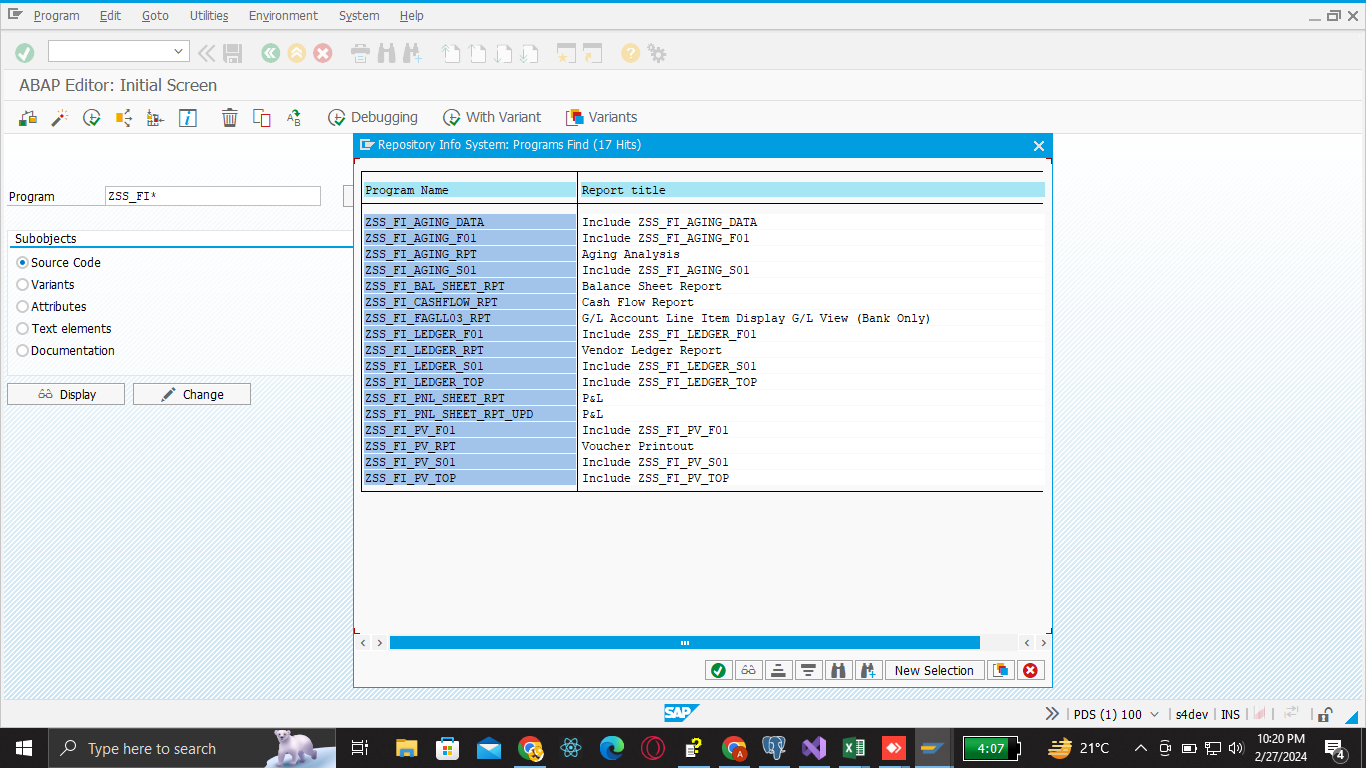 Program Edit Goto Utilities Environment System Help
ABAP Editor: Initial Screen
Debugging With Variant Variants
Repository Info System: Programs Find (17 Hits)
Program ZSS_FI*
Subobjects
Source Code
Variants
Attributes
Text elements
Documentation
Display Change
Program Name Report title
ZSS_FI_AGING_DATA Include ZSS_FI_AGING_DATA
ZSS_FI_AGING_F01 Include ZSS_FI_AGING_F01
ZSS_FI_AGING_RPT Aging Analysis
ZSS_FI_AGING_S01 Include ZSS_FI_AGING_S01
ZSS_FI_BAL_SHEET_RPT Balance Sheet Report
ZSS_FI_CASHFLOW_RPT Cash Flow Report
ZSS_FI_FAGLL03_RPT G/L Account Line Item Display G/L View (Bank Only)
ZSS_FI_LEDGER_F01 Include ZSS_FI_LEDGER_F01
ZSS_FI_LEDGER_RPT Vendor Ledger Report
ZSS_FI_LEDGER_S01 Include ZSS_FI_LEDGER_S01
ZSS_FI_LEDGER_TOP Include ZSS_FI_LEDGER_TOP
ZSS_FI_PNL_SHEET_RPT P&L
ZSS_FI_PNL_SHEET_RPT_UPD P&L
ZSS_FI_PV_F01 Include ZSS_FI_PV_F01
ZSS_FI_PV_RPT Voucher Printout
ZSS_FI_PV_S01 Include ZSS_FI_PV_S01
ZSS_FI_PV_TOP Include ZSS_FI_PV_TOP
New Selection
SAP PDS (1) 100 s4dev INS
Type here to search 4:07 21°C 10:20 PM
2/27/2024
4